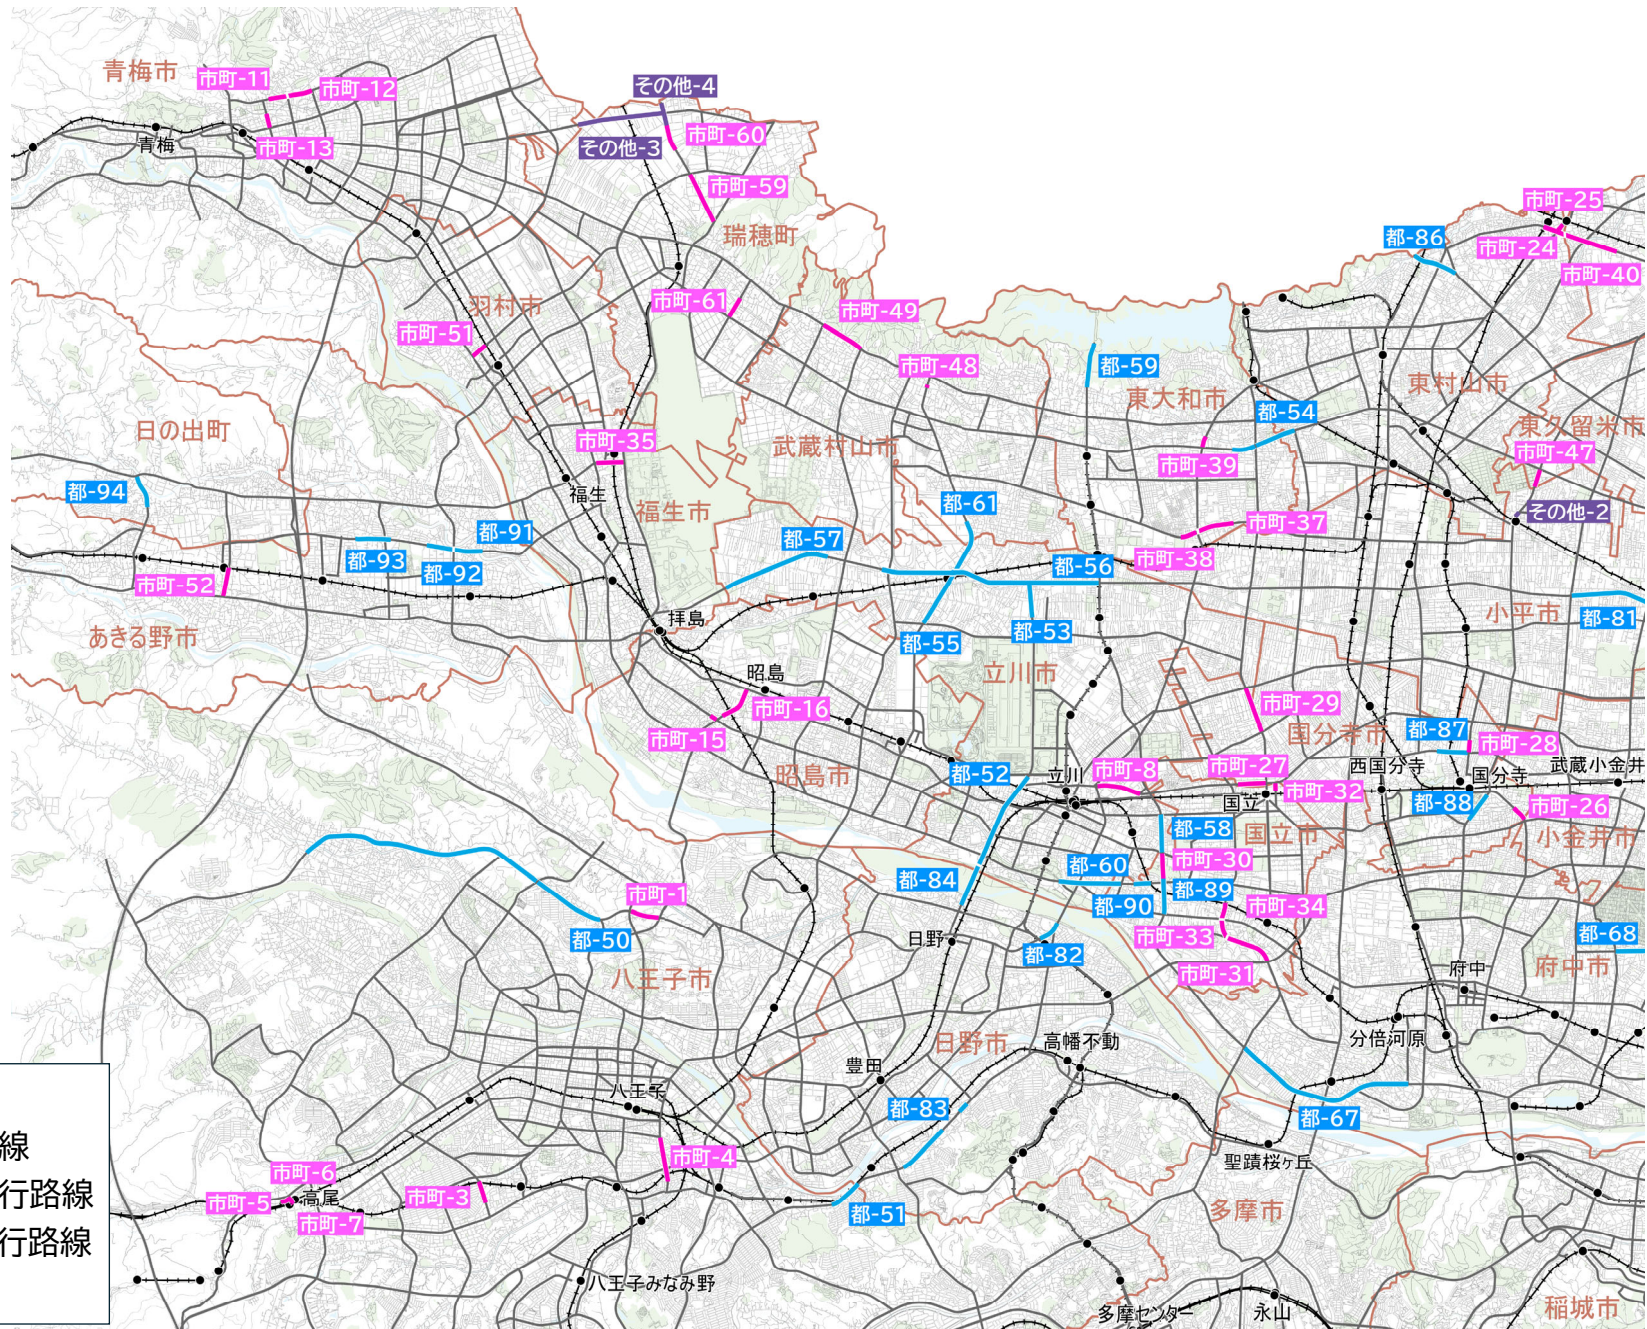 青梅市
市町-11
市町-12
その他-4
青梅
市町-13
その他-3
市町-60
市町-59
瑞穂町
市町-25
都-86
市町-24
市町-40
羽村市
市町-61
市町-49
市町-51
市町-48
都-59
東大和市
東村山市
都-54
東久留米市
日の出町
市町-35
武蔵村山市
市町-39
市町-47
都-94
福生
福生市
都-61
その他-2
市町-37
都-91
都-57
都-93
都-92
都-56
市町-38
市町-52
小平市
都-81
あきる野市
拝島
都-55
都-53
立川市
昭島
市町-16
市町-29
市町-15
国分寺市
都-87
市町-28
昭島市
都-52
立川
市町-8
市町-27
西国分寺
国分寺
武蔵小金井
国立
市町-32
都-88
市町-26
都-58
国立市
小金井市
市町-30
都-60
都-84
都-89
市町-1
都-90
市町-34
都-50
日野
市町-33
都-68
都-82
八王子市
市町-31
府中
府中市
日野市
高幡不動
分倍河原
豊田
八王子
都-83
都-67
線
市町-4
聖蹟桜ヶ丘
市町-6
行路線
市町-5
高尾
市町-3
市町-7
都-51
多摩市
行路線
八王子みなみ野
多摩センター
永山
稲城市